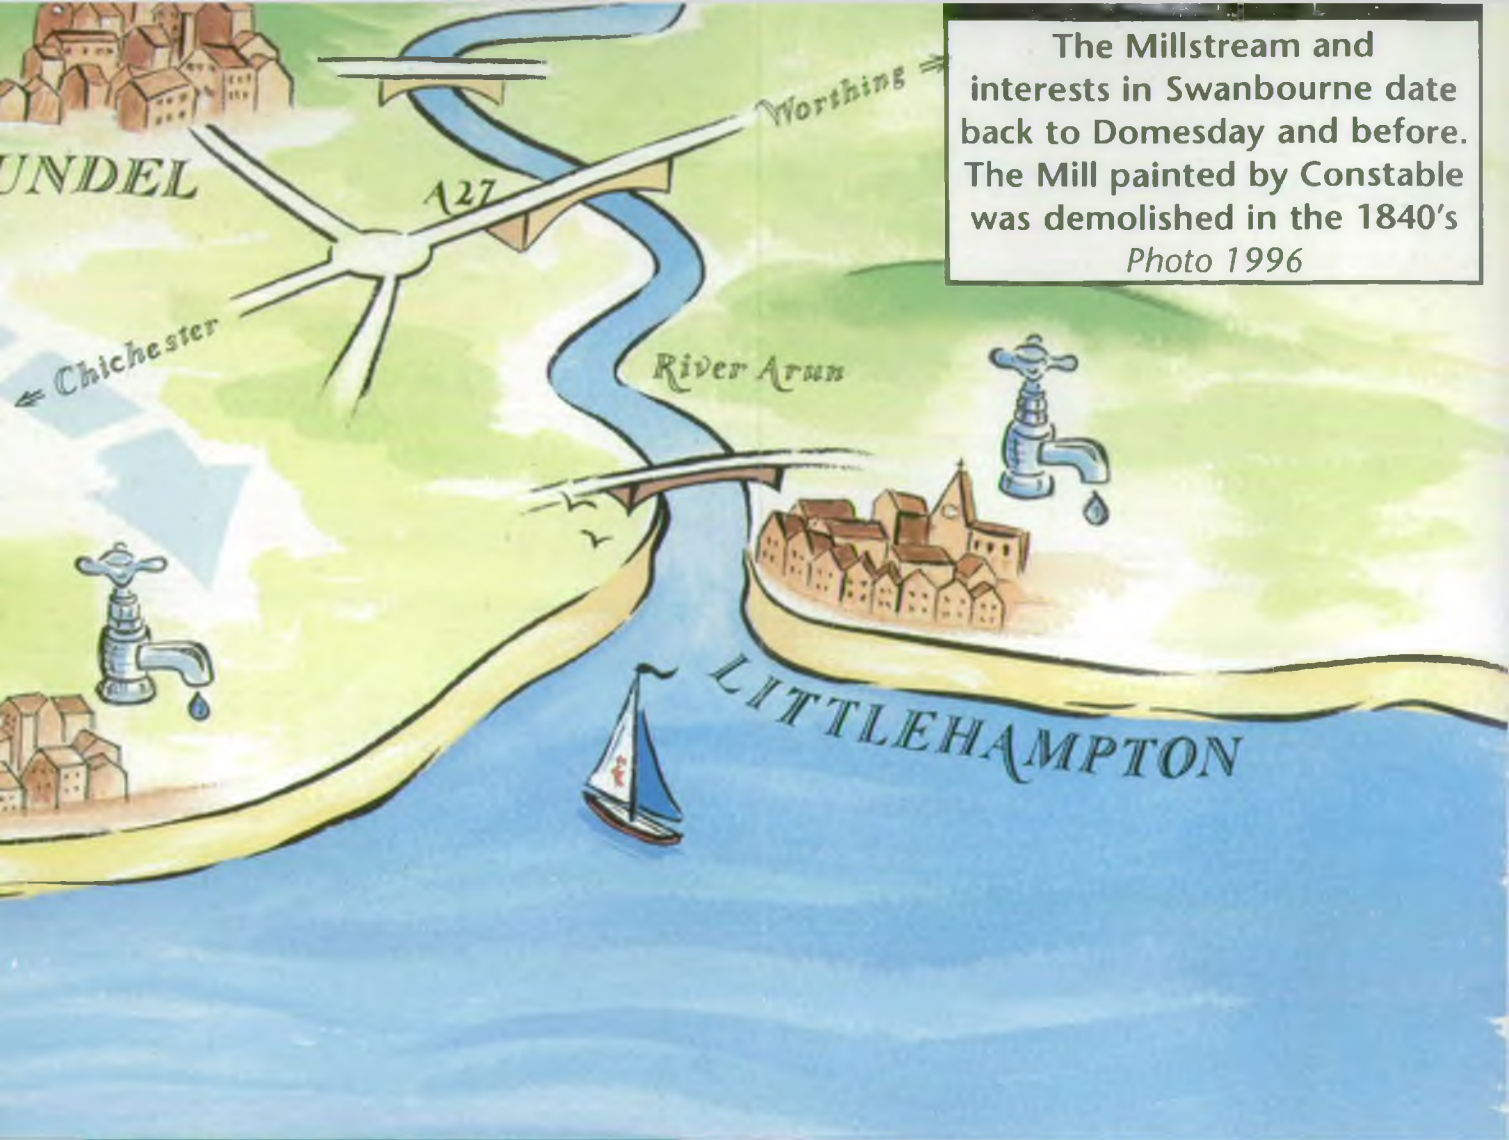 The Millstream and
interests in Swanbourne date
back to Domesday and before.
The Mill painted by Constable
was demolished in the 1840's
Photo 1996
Worthing
UNDEL
A27
Chichester
River Arun
LITTLEHAMPTON